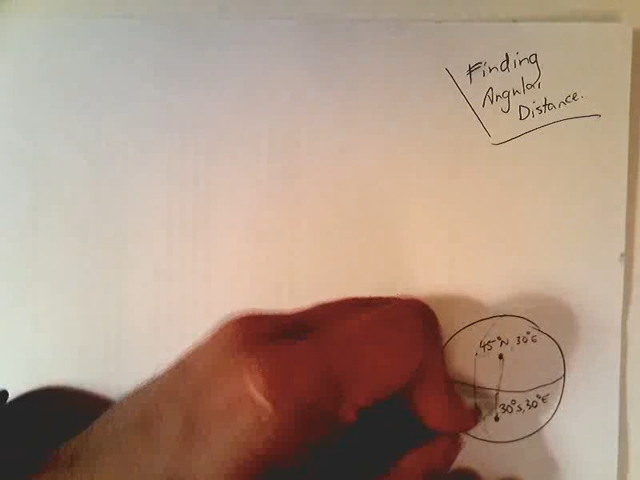 Finding
Angular
Distance.
45°N, 30°E
30°S, 30°E